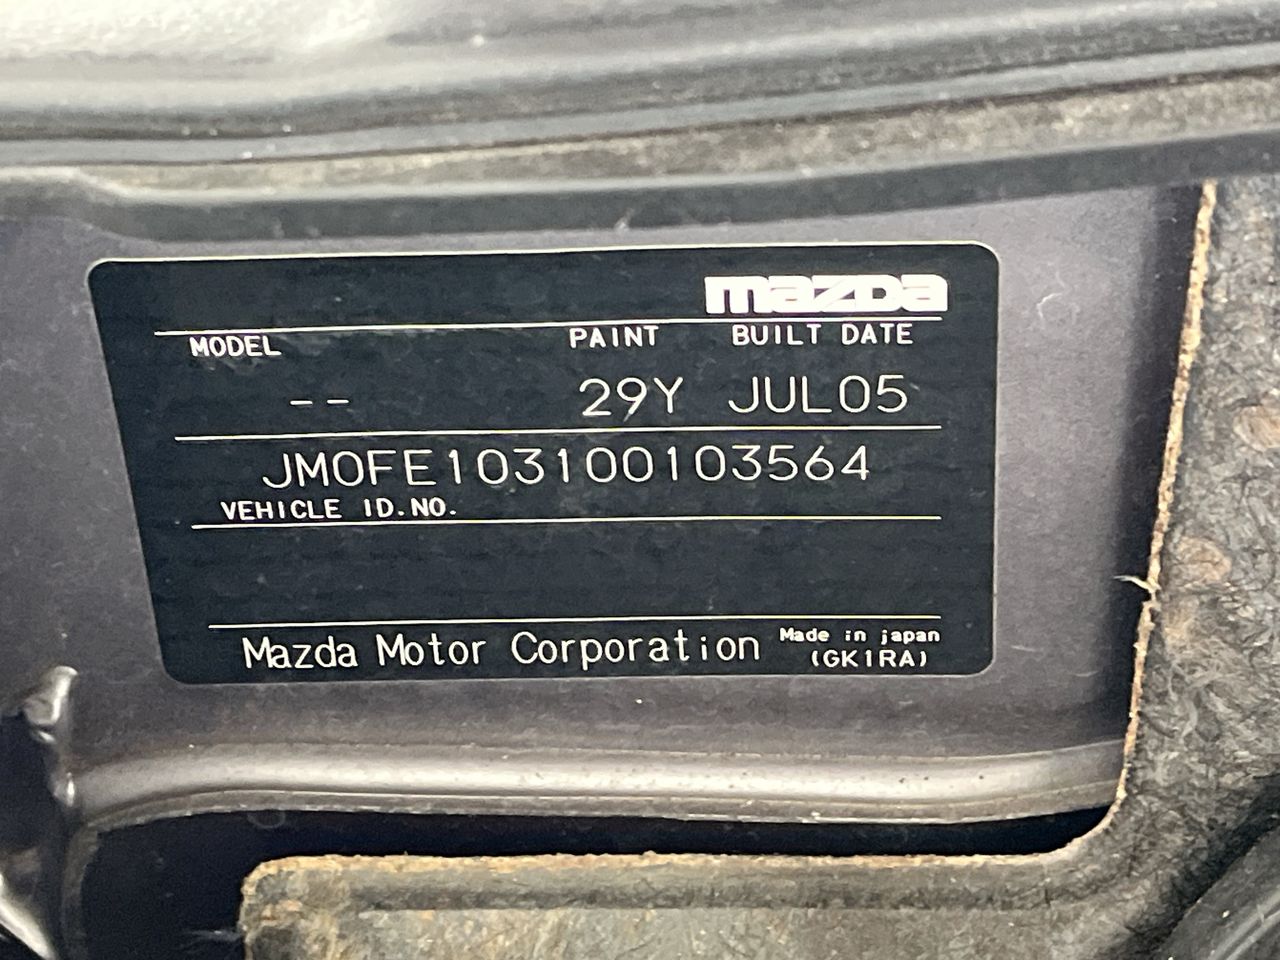 mazda
MODEL PAINT BUILT DATE
-- 29Y JUL05
JM0FE103100103564
VEHICLE ID.NO.
Mazda Motor Corporation Made in japan
(GK1RA)